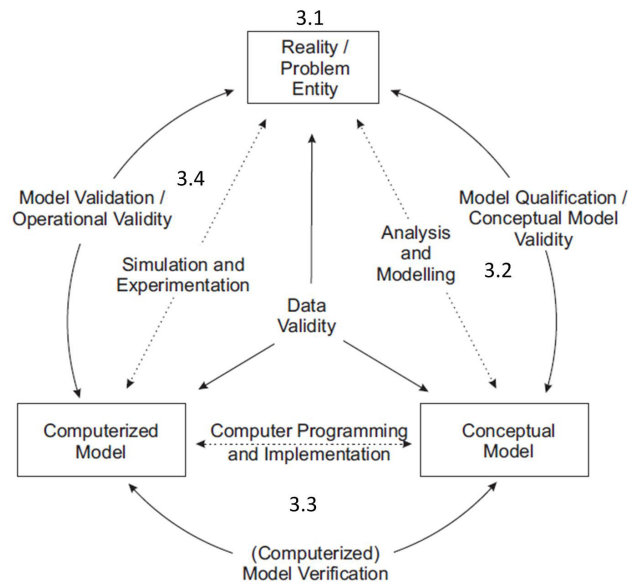 3.1
Reality /
Problem
Entity
3.4
Model Validation /
Operational Validity
Model Qualification /
Conceptual Model
Validity
Analysis
and
Modelling
3.2
Simulation and
Experimentation
Data
Validity
Computerized
Model
Computer Programming
and Implementation
Conceptual
Model
3.3
(Computerized)
Model Verification